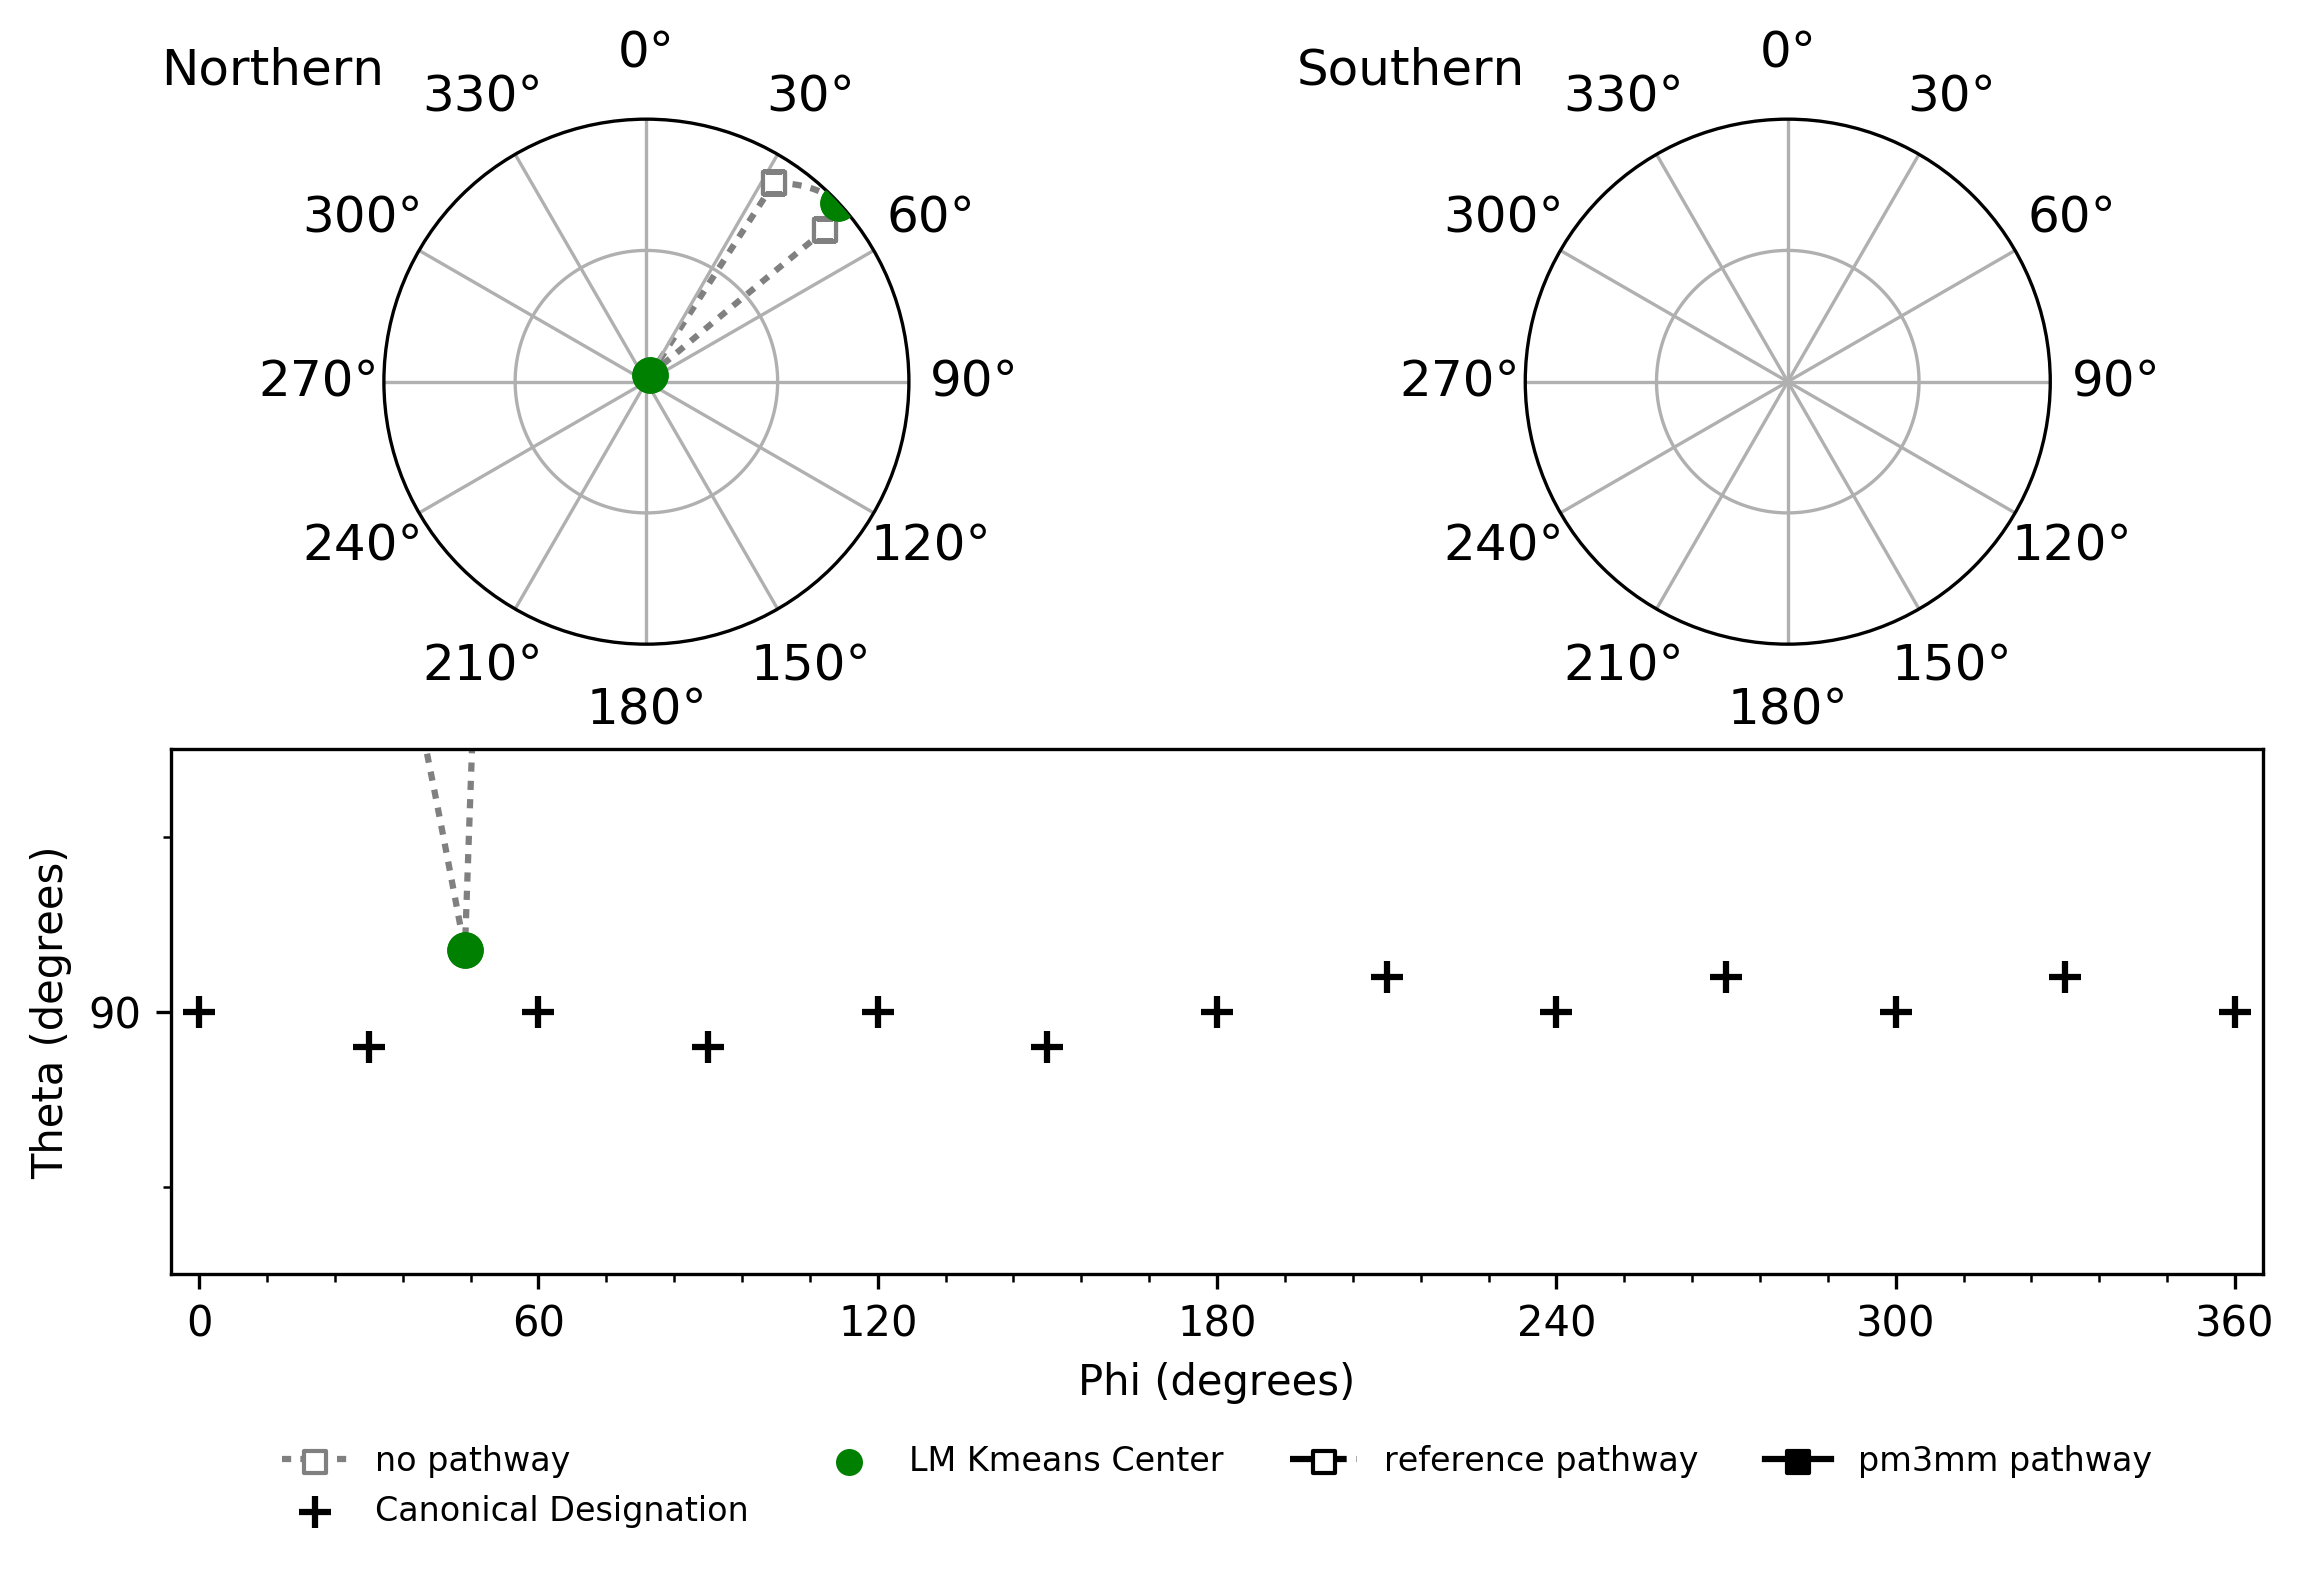 Northern
0°
330°
30°
300°
60°
270°
90°
240°
120°
210°
150°
180°
Southern
0°
330°
30°
300°
60°
270°
90°
240°
120°
210°
150°
180°
Theta (degrees)
90
0 60 120 180 240 300 360
Phi (degrees)
no pathway
Canonical Designation
LM Kmeans Center
reference pathway
pm3mm pathway